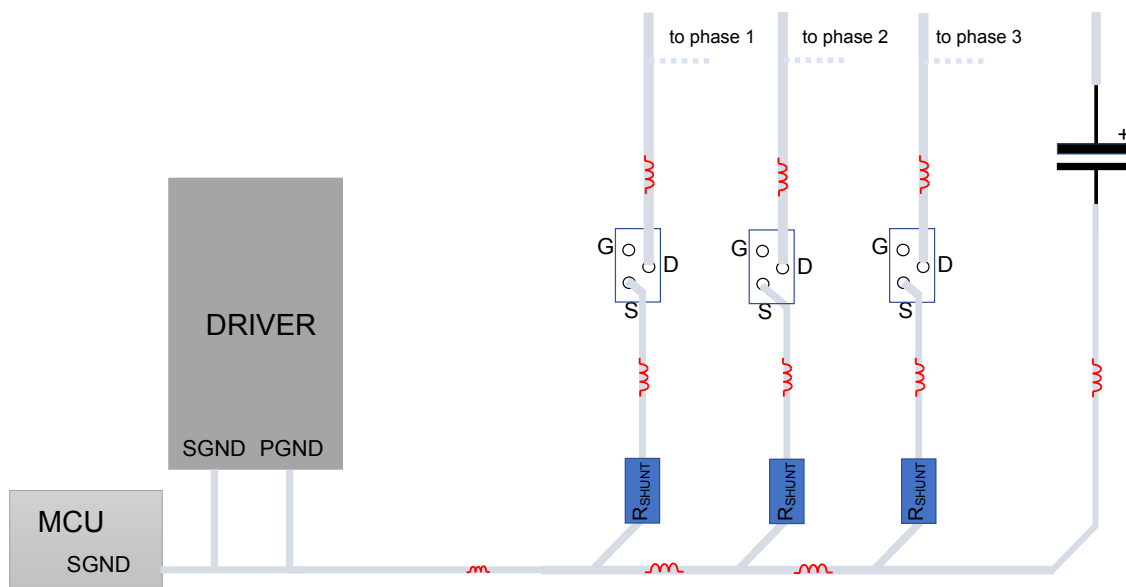 to phase 1
to phase 2
to phase 3
+
G
D
S
G
D
S
G
D
S
DRIVER
SGND PGND
RSHUNT
RSHUNT
RSHUNT
MCU
SGND